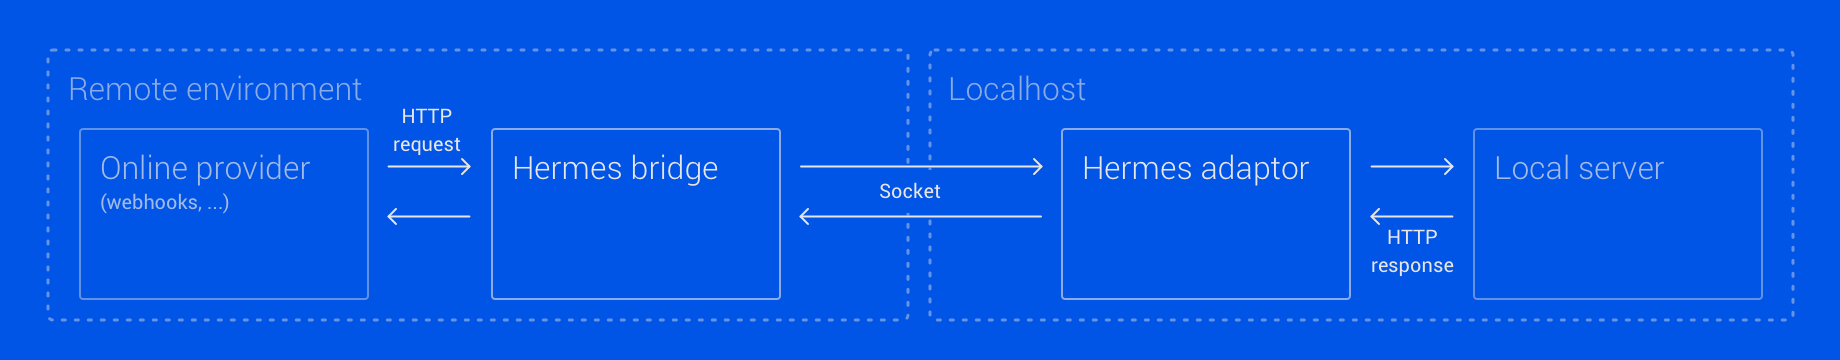 Remote environment
Localhost
HTTP
request
Online provider
(webhooks, ...)
Hermes bridge
Socket
Hermes adaptor
Local server
HTTP
response